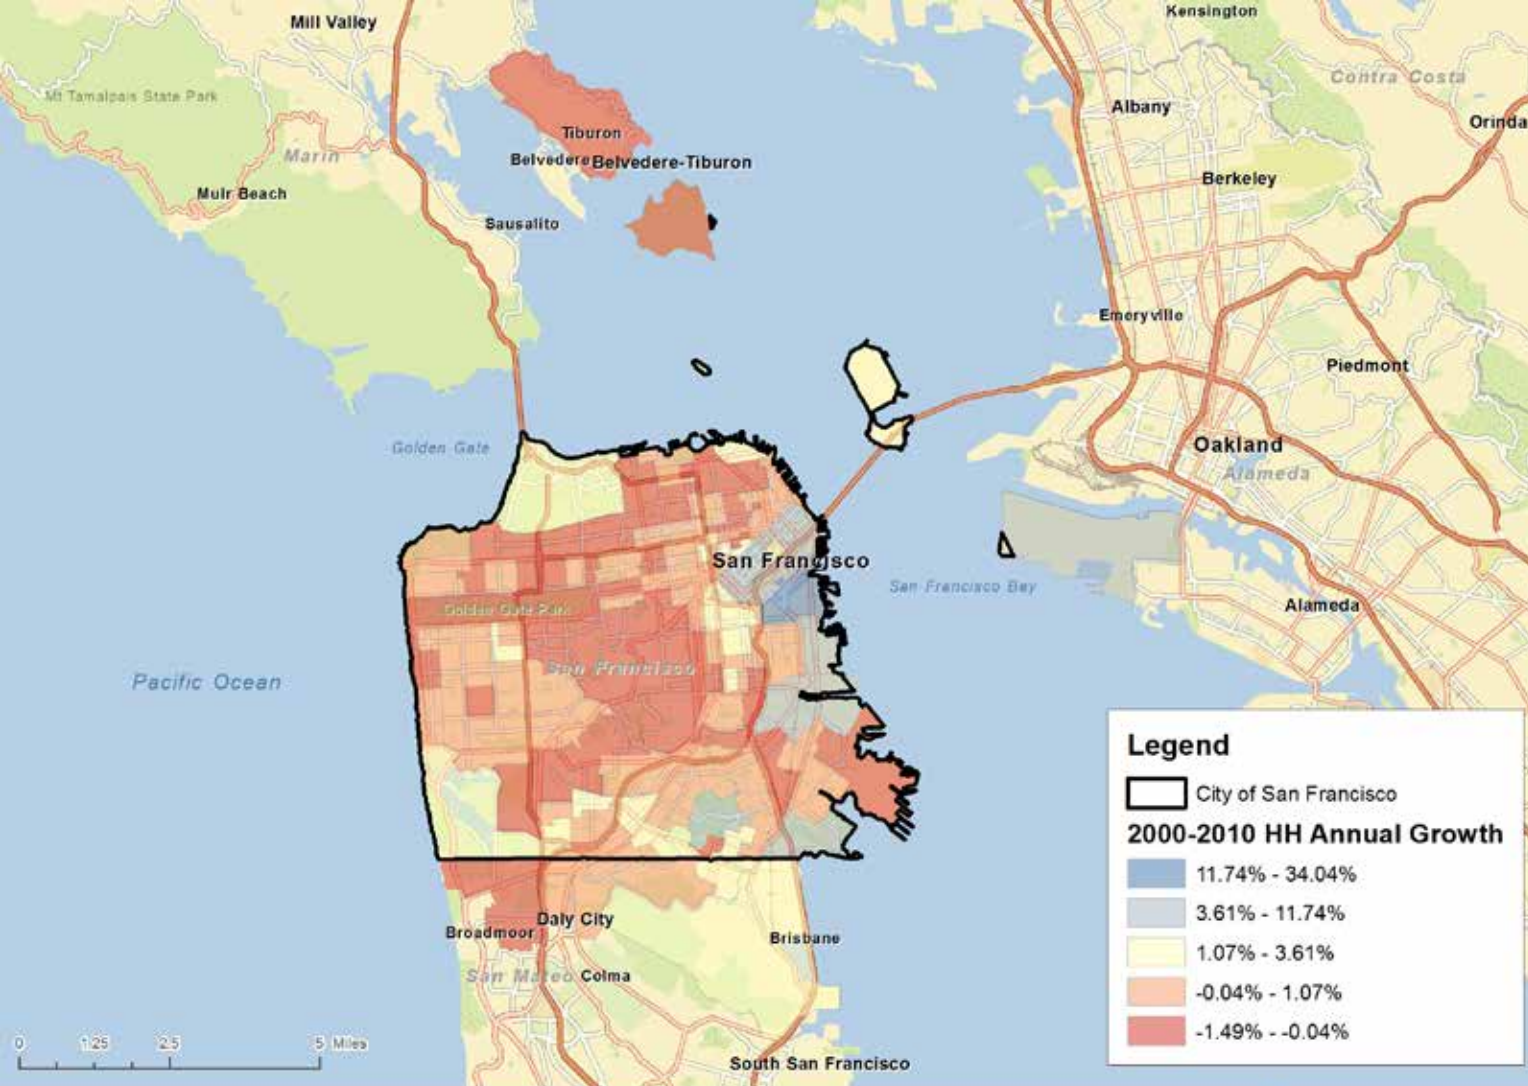 Mill Valley
Kensington
Contra Costa
Mt Tamalpais State Park
Albany
Orinda
Tiburon
Marin
Belvedere
Belvedere-Tiburon
Berkeley
Muir Beach
Sausalito
Emeryville
Piedmont
Golden Gate
Oakland
Alameda
San Francisco
San Francisco Bay
Alameda
Golden Gate Park
San Francisco
Pacific Ocean
Legend
City of San Francisco
2000-2010 HH Annual Growth
11.74% - 34.04%
3.61% - 11.74%
1.07% - 3.61%
-0.04% - 1.07%
-1.49% - -0.04%
Daly City
Broadmoor
Brisbane
San Mateo
Colma
0 1.25 2.5 5 Miles
South San Francisco